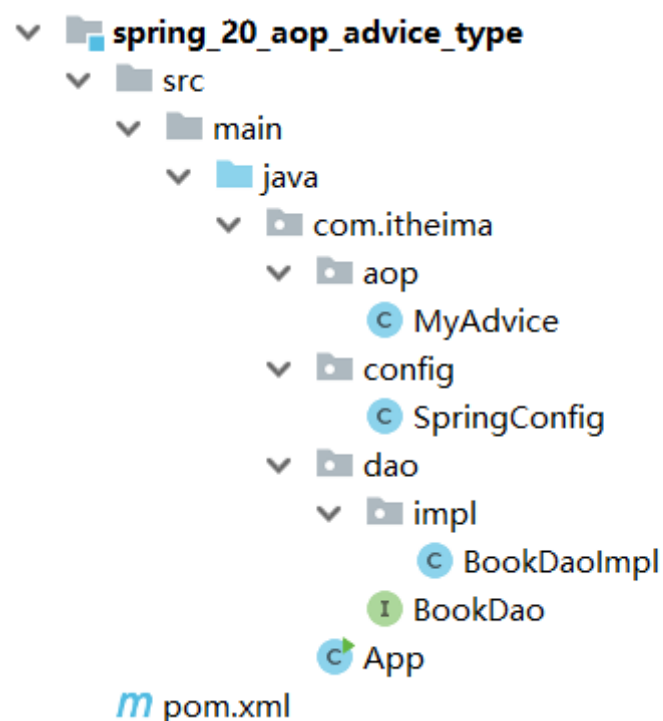 spring_20_aop_advice_type
src
main
java
com.itheima
aop
C MyAdvice
config
C SpringConfig
dao
impl
C BookDaoImpl
I BookDao
C App
m pom.xml